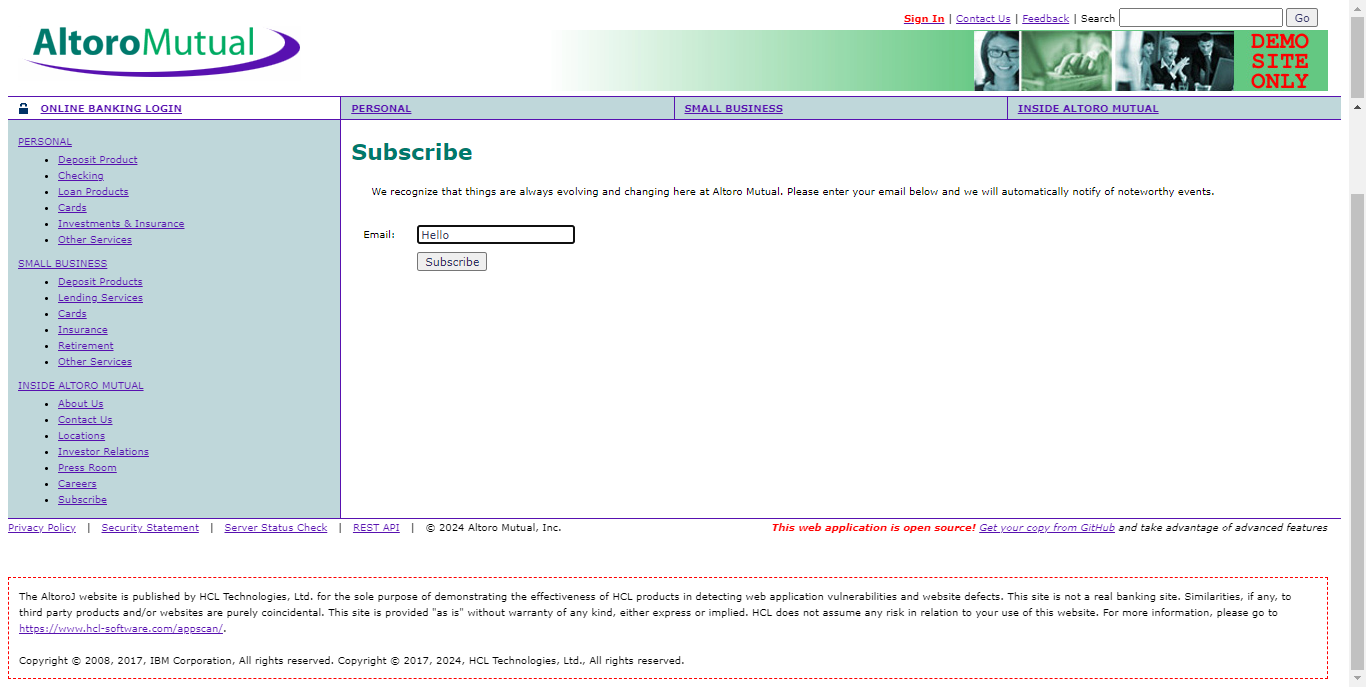 Sign In | Contact Us | Feedback | Search Go
AltoroMutual
DEMO
SITE
ONLY
ONLINE BANKING LOGIN
PERSONAL
SMALL BUSINESS
INSIDE ALTORO MUTUAL
PERSONAL
Deposit Product
Checking
Loan Products
Cards
Investments & Insurance
Other Services
SMALL BUSINESS
Deposit Products
Lending Services
Cards
Insurance
Retirement
Other Services
INSIDE ALTORO MUTUAL
About Us
Contact Us
Locations
Investor Relations
Press Room
Careers
Subscribe
Subscribe
We recognize that things are always evolving and changing here at Altoro Mutual. Please enter your email below and we will automatically notify of noteworthy events.
Email: Hello
Subscribe
Privacy Policy | Security Statement | Server Status Check | REST API | © 2024 Altoro Mutual, Inc.
This web application is open source! Get your copy from GitHub and take advantage of advanced features
The AltoroJ website is published by HCL Technologies, Ltd. for the sole purpose of demonstrating the effectiveness of HCL products in detecting web application vulnerabilities and website defects. This site is not a real banking site. Similarities, if any, to
third party products and/or websites are purely coincidental. This site is provided "as is" without warranty of any kind, either express or implied. HCL does not assume any risk in relation to your use of this website. For more information, please go to
https://www.hcl-software.com/appscan/.
Copyright © 2008, 2017, IBM Corporation, All rights reserved. Copyright © 2017, 2024, HCL Technologies, Ltd., All rights reserved.